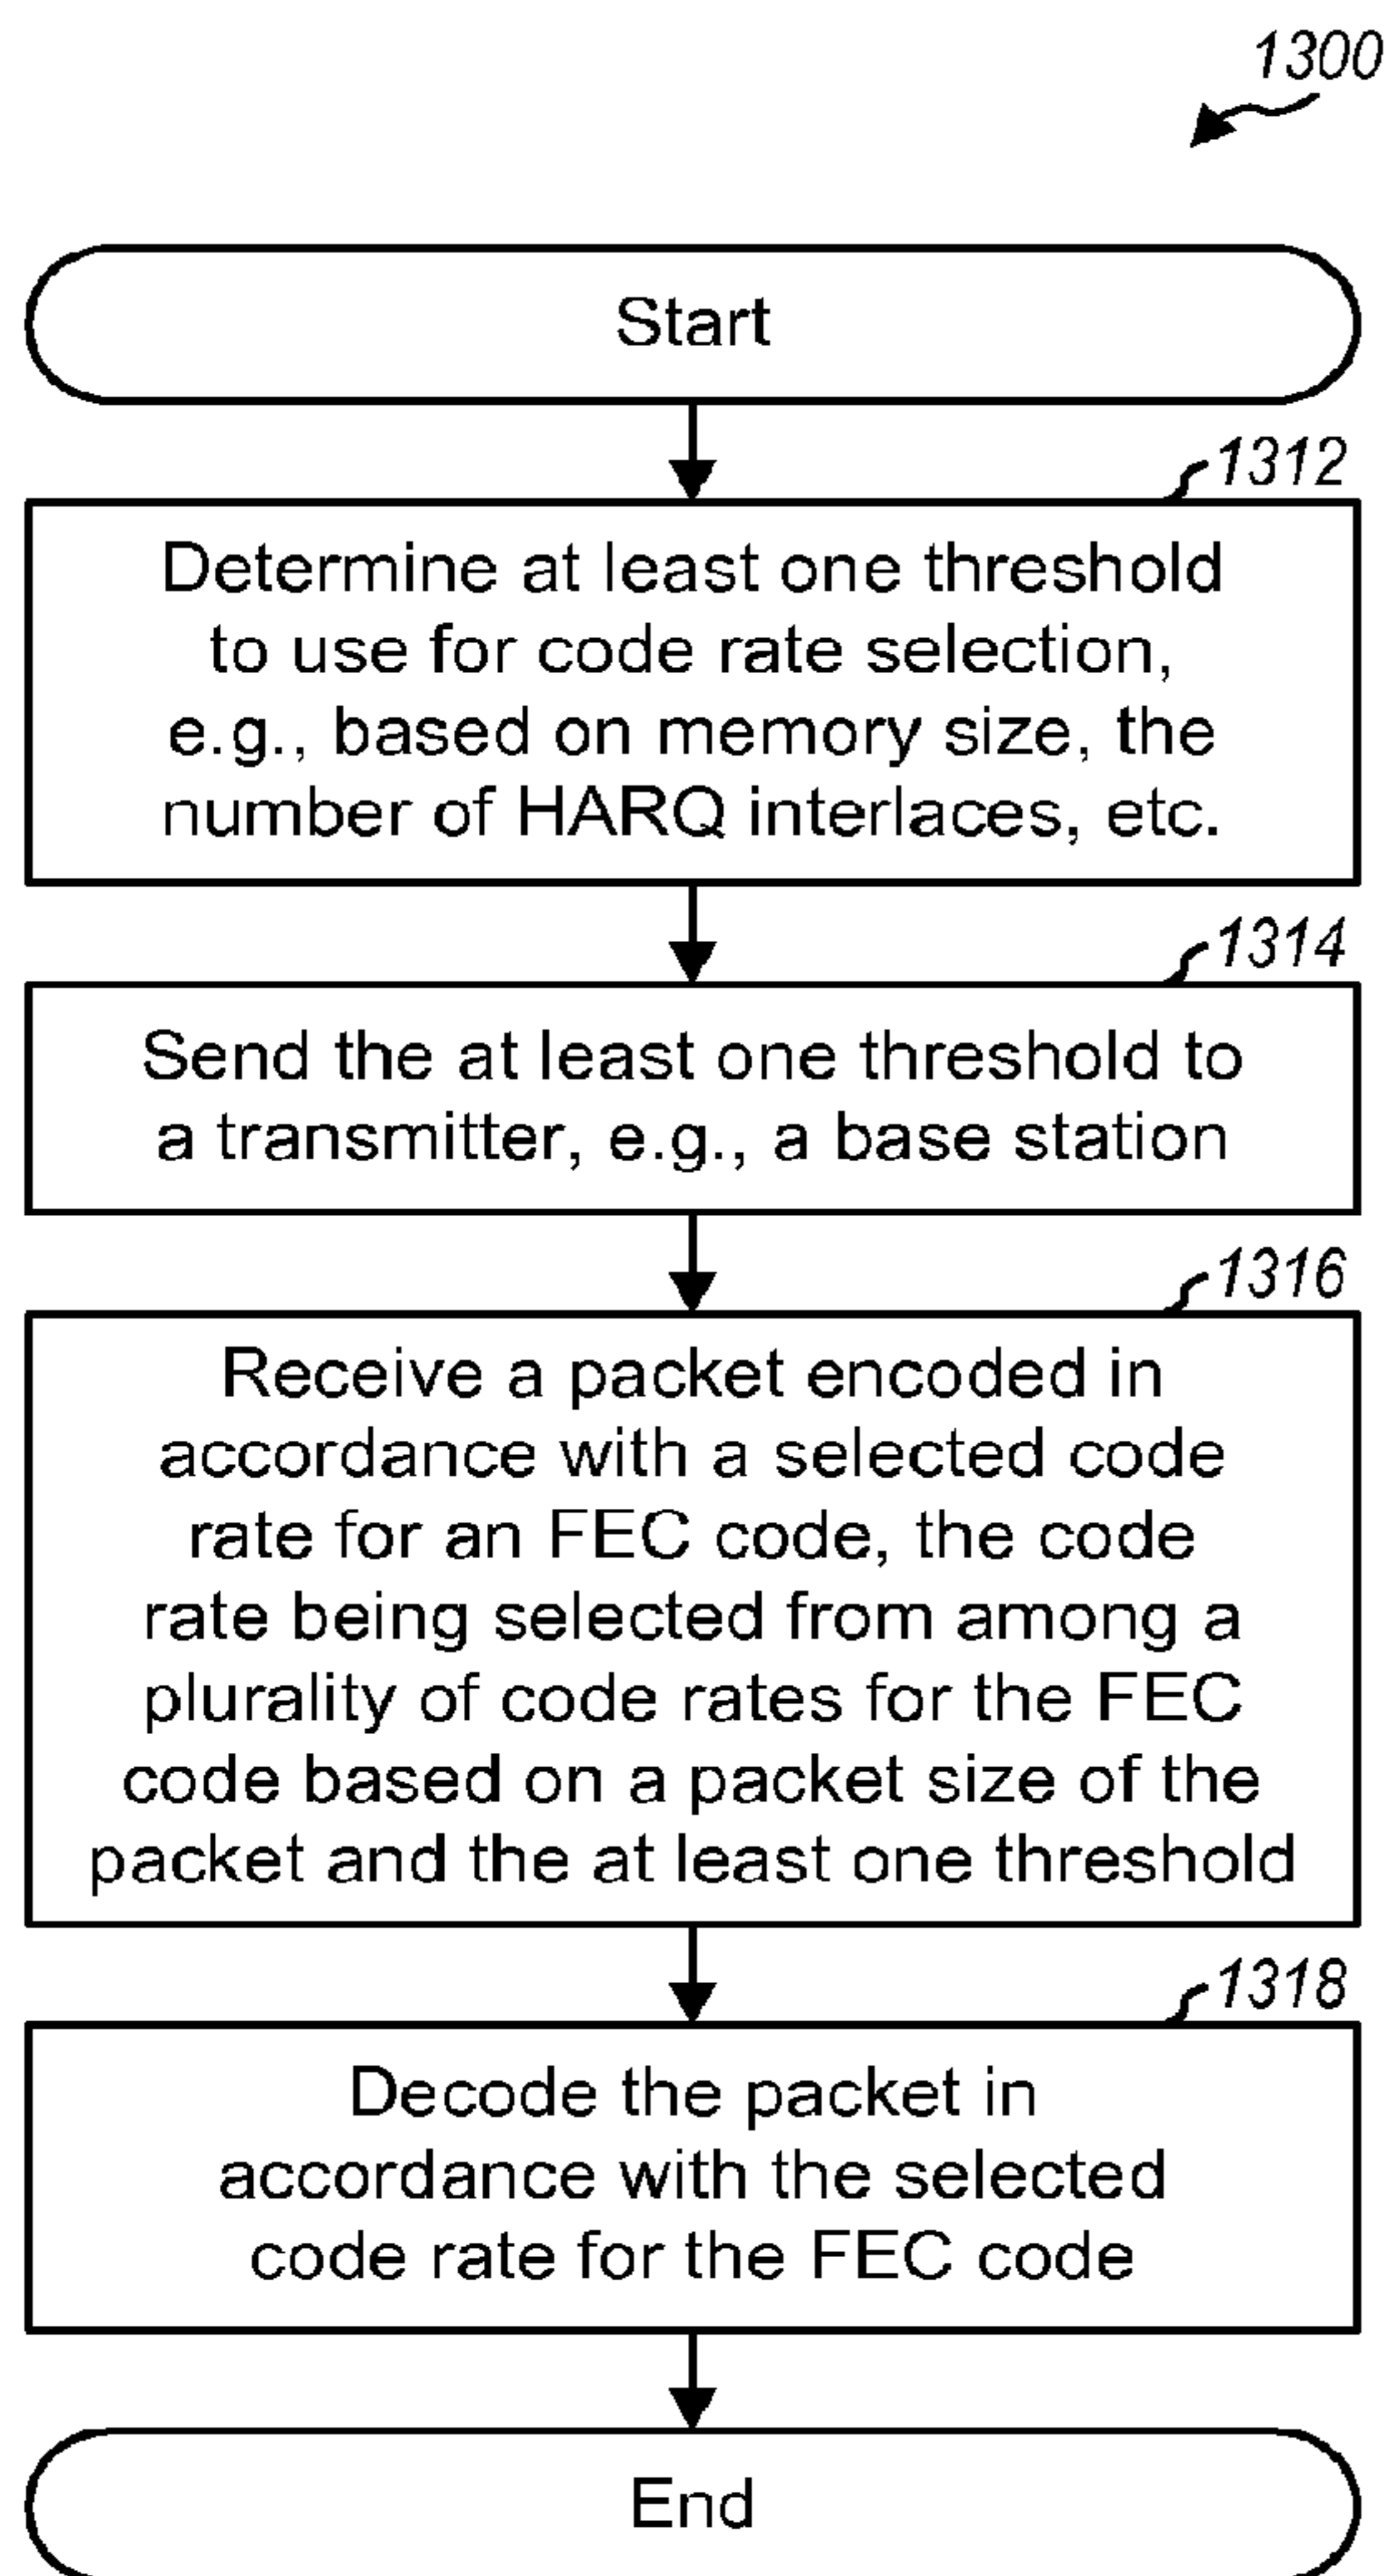 1300
Start
1312
Determine at least one threshold
to use for code rate selection,
e.g., based on memory size, the
number of HARQ interlaces, etc.
1314
Send the at least one threshold to
a transmitter, e.g., a base station
1316
Receive a packet encoded in
accordance with a selected code
rate for an FEC code, the code
rate being selected from among a
plurality of code rates for the FEC
code based on a packet size of the
packet and the at least one threshold
1318
Decode the packet in
accordance with the selected
code rate for the FEC code
End